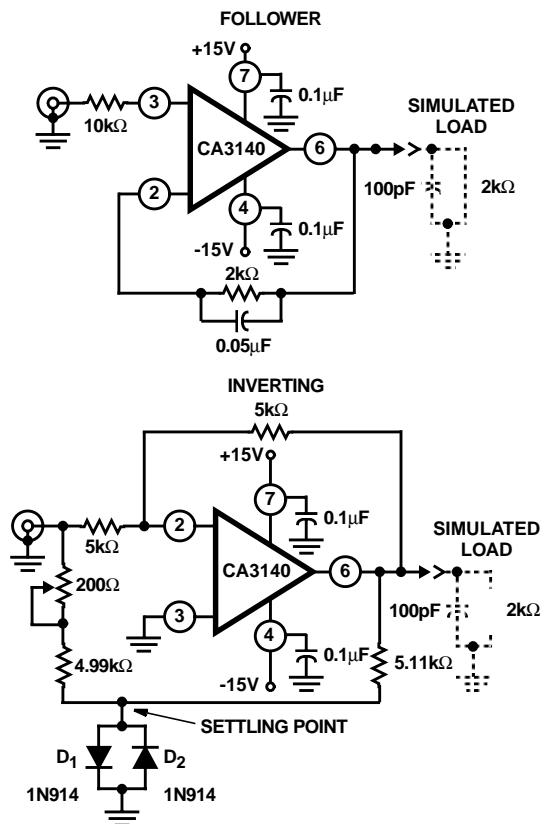 FOLLOWER
+15V
7
0.1µF
3
10kΩ
CA3140
6
SIMULATED
LOAD
100pF
2kΩ
2
4
0.1µF
-15V
2kΩ
0.05µF
INVERTING
5kΩ
+15V
7
0.1µF
5kΩ
2
CA3140
6
SIMULATED
LOAD
100pF
2kΩ
200Ω
3
4
0.1µF
5.11kΩ
4.99kΩ
-15V
SETTLING POINT
D1
D2
1N914
1N914